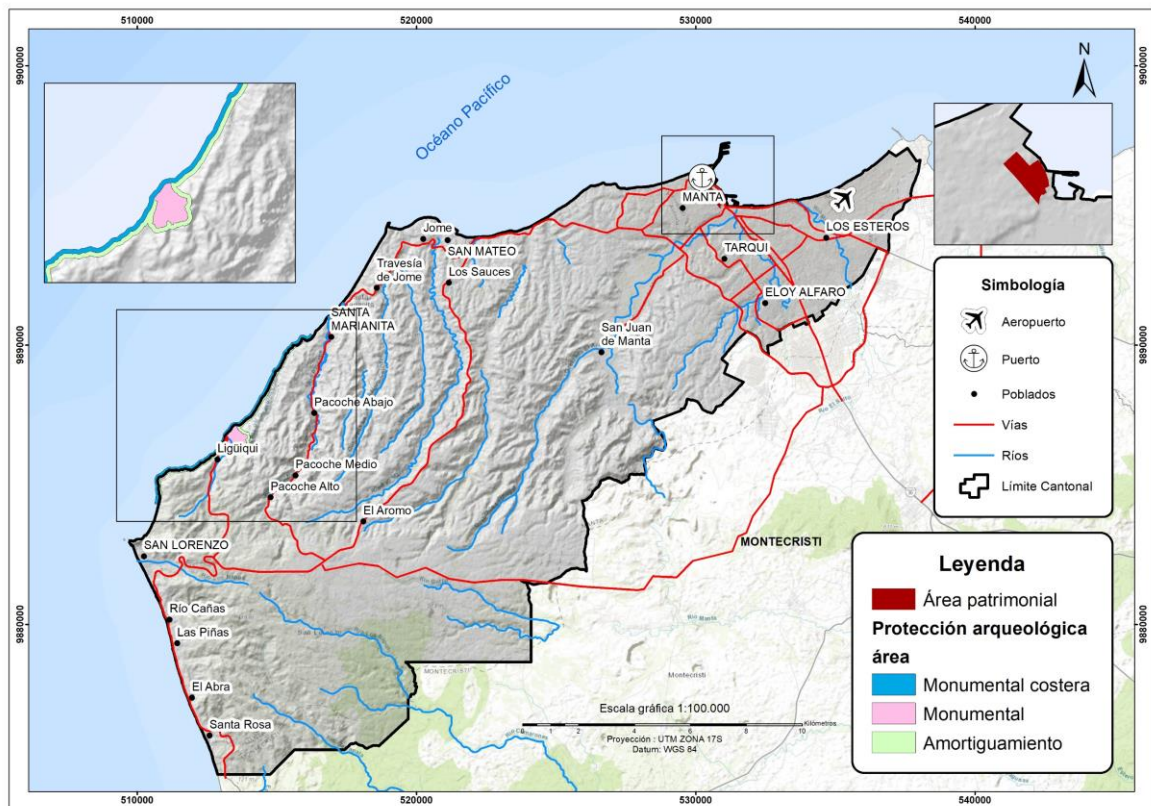 510000
520000
530000
540000
9900000
9900000
N
Océano Pacífico
MANTA
LOS ESTEROS
TARQUI
ELOY ALFARO
Jome
SAN MATEO
Travesía
de Jome
Los Sauces
SANTA
MARIANITA
San Juan
de Manta
Pacoche Abajo
Ligüiqui
Pacoche Medio
Pacoche Alto
El Aromo
SAN LORENZO
MONTECRISTI
Río Cañas
Las Piñas
El Abra
Santa Rosa
MONTECRISTI
Montecristi
9890000
9890000
9880000
9880000
Simbología
Aeropuerto
Puerto
Poblados
Vías
Ríos
Límite Cantonal
Leyenda
Área patrimonial
Protección arqueológica
área
Monumental costera
Monumental
Amortiguamiento
Escala gráfica 1:100.000
0 1 2 4 6 8 10
Kilómetros
Proyección : UTM ZONA 17S
Datum: WGS 84
510000
520000
530000
540000